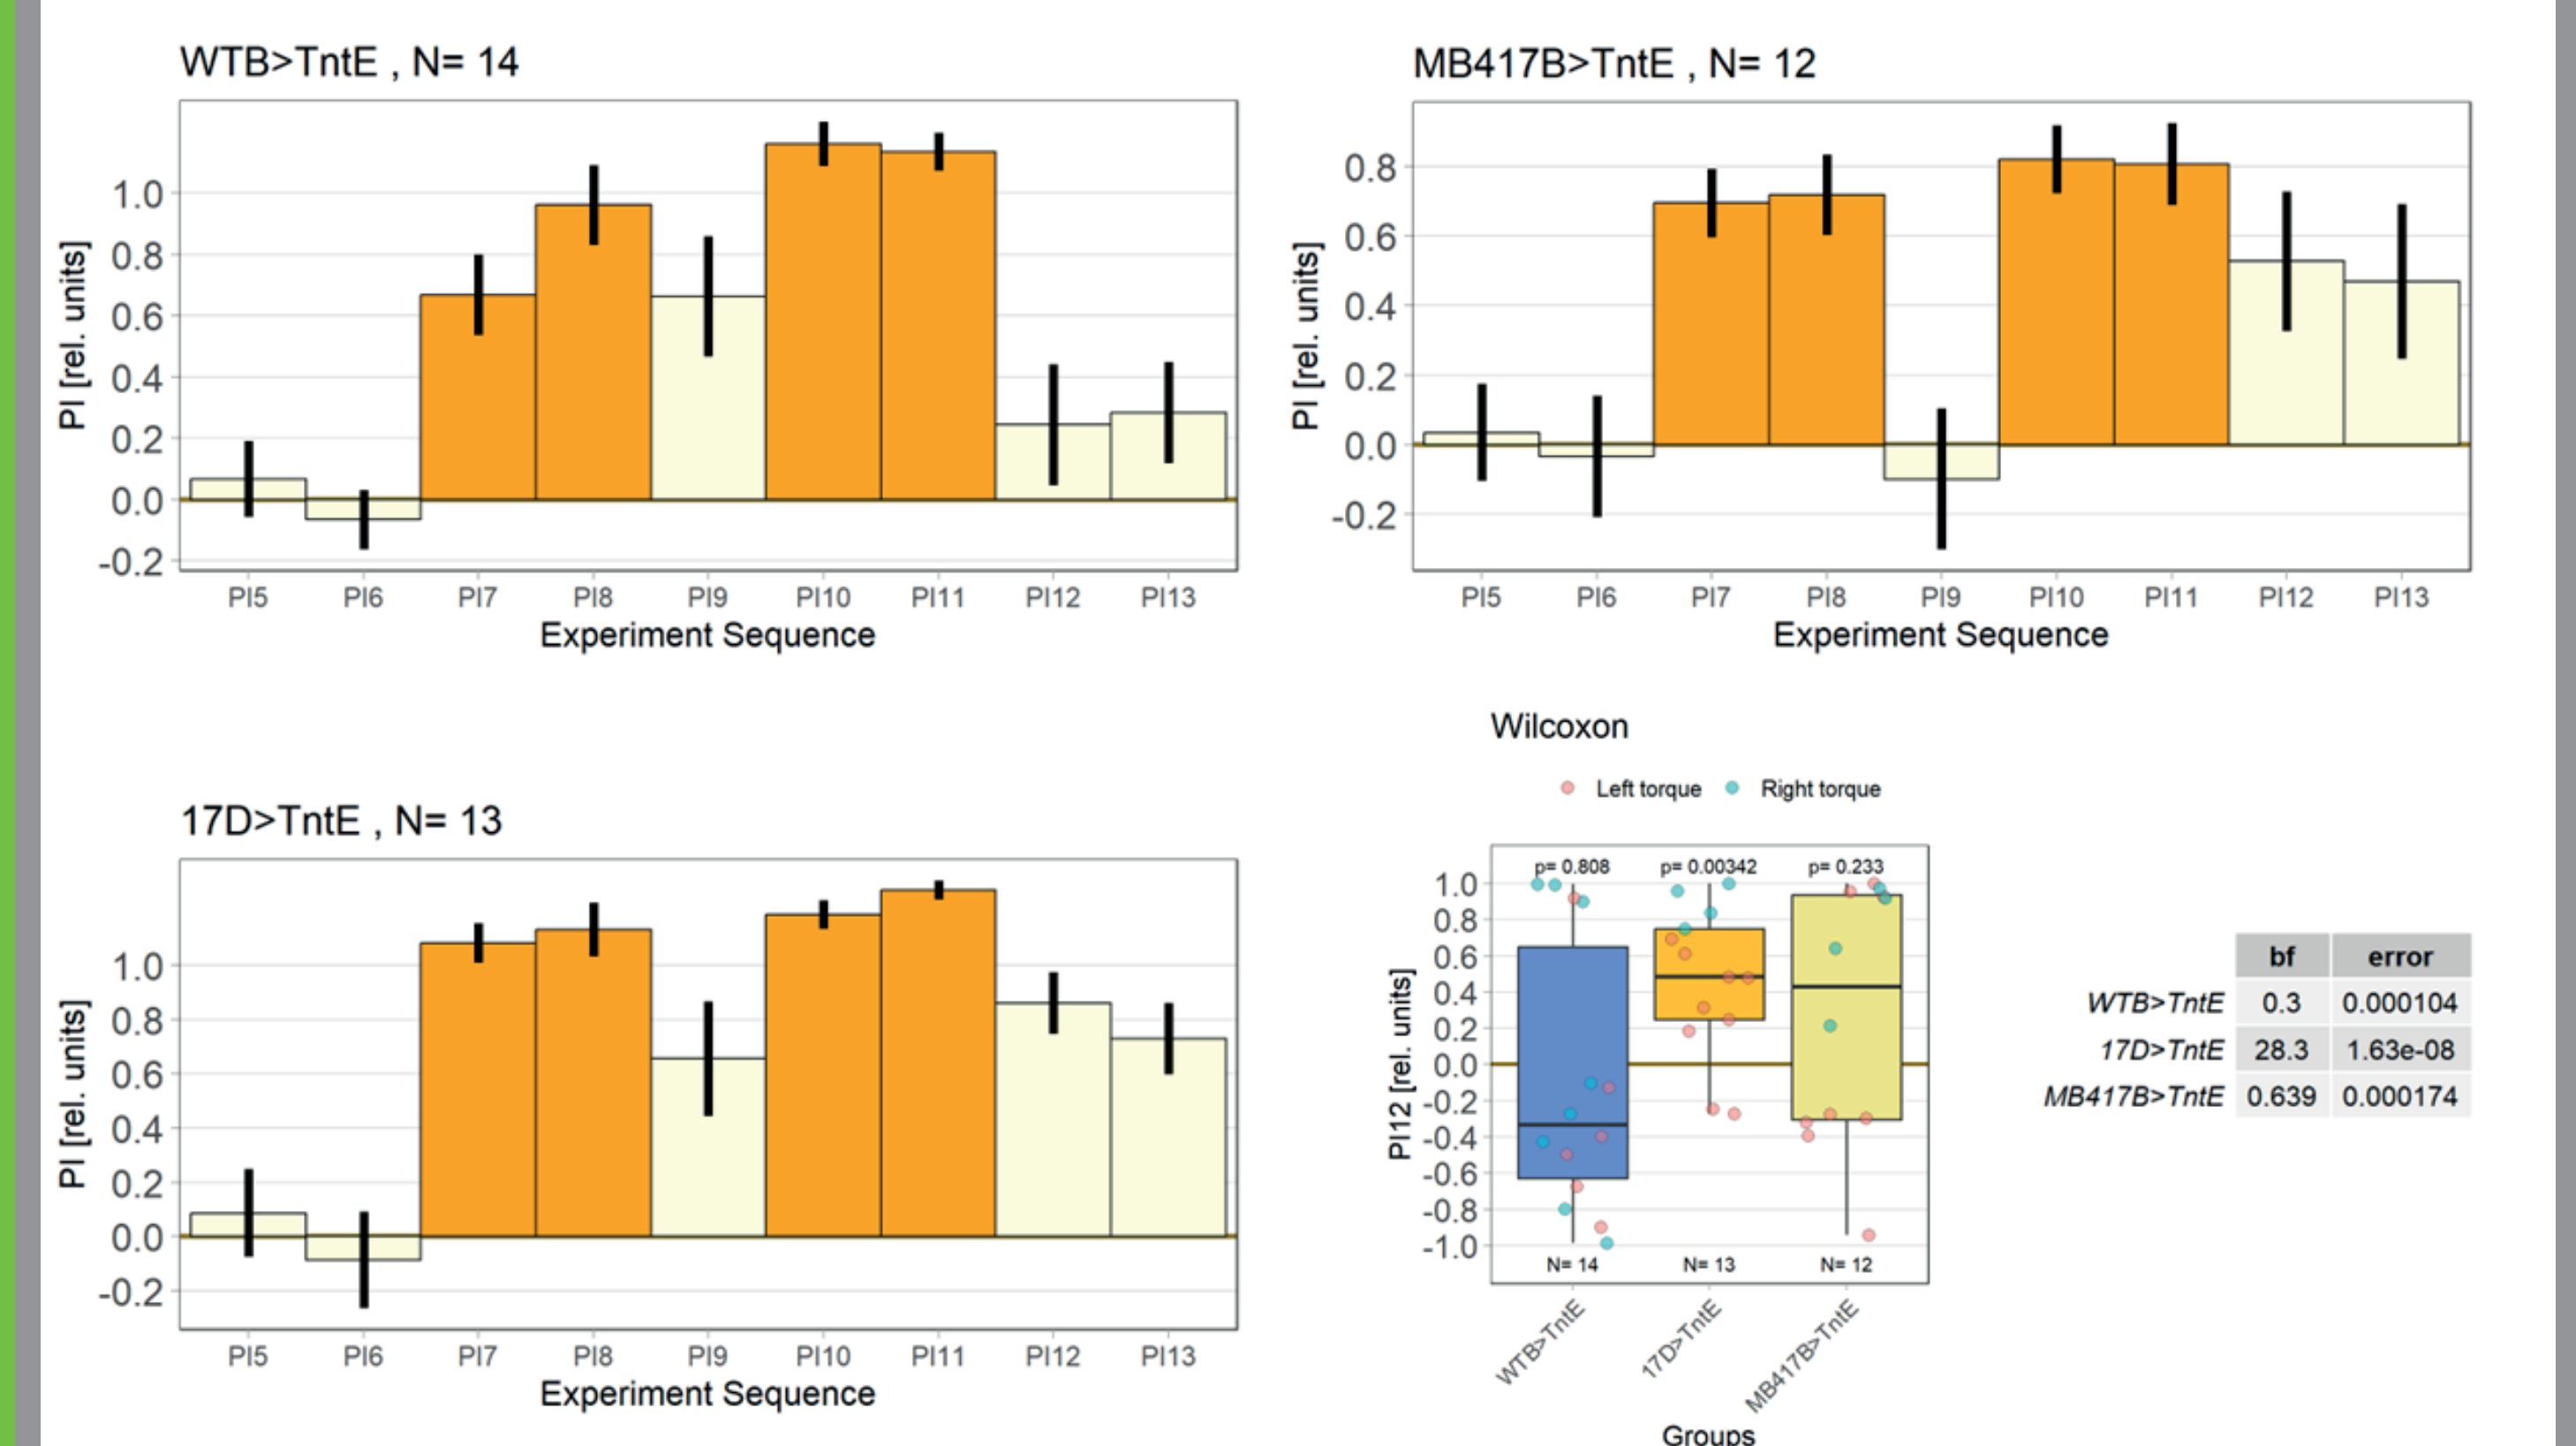 WTB>TntE , N= 14
PI [rel. units]
1.0
0.8
0.6
0.4
0.2
0.0
-0.2
PI5 PI6 PI7 PI8 PI9 PI10 PI11 PI12 PI13
Experiment Sequence
MB417B>TntE , N= 12
PI [rel. units]
0.8
0.6
0.4
0.2
0.0
-0.2
PI5 PI6 PI7 PI8 PI9 PI10 PI11 PI12 PI13
Experiment Sequence
17D>TntE , N= 13
PI [rel. units]
1.0
0.8
0.6
0.4
0.2
0.0
-0.2
PI5 PI6 PI7 PI8 PI9 PI10 PI11 PI12 PI13
Experiment Sequence
Wilcoxon
Left torque Right torque
p= 0.808 p= 0.00342 p= 0.233
PI12 [rel. units]
1.0
0.8
0.6
0.4
0.2
0.0
-0.2
-0.4
-0.6
-0.8
-1.0
N= 14 N= 13 N= 12
WTB>TntE 17D>TntE MB417B>TntE
Groups
bf error
WTB>TntE 0.3 0.000104
17D>TntE 28.3 1.63e-08
MB417B>TntE 0.639 0.000174